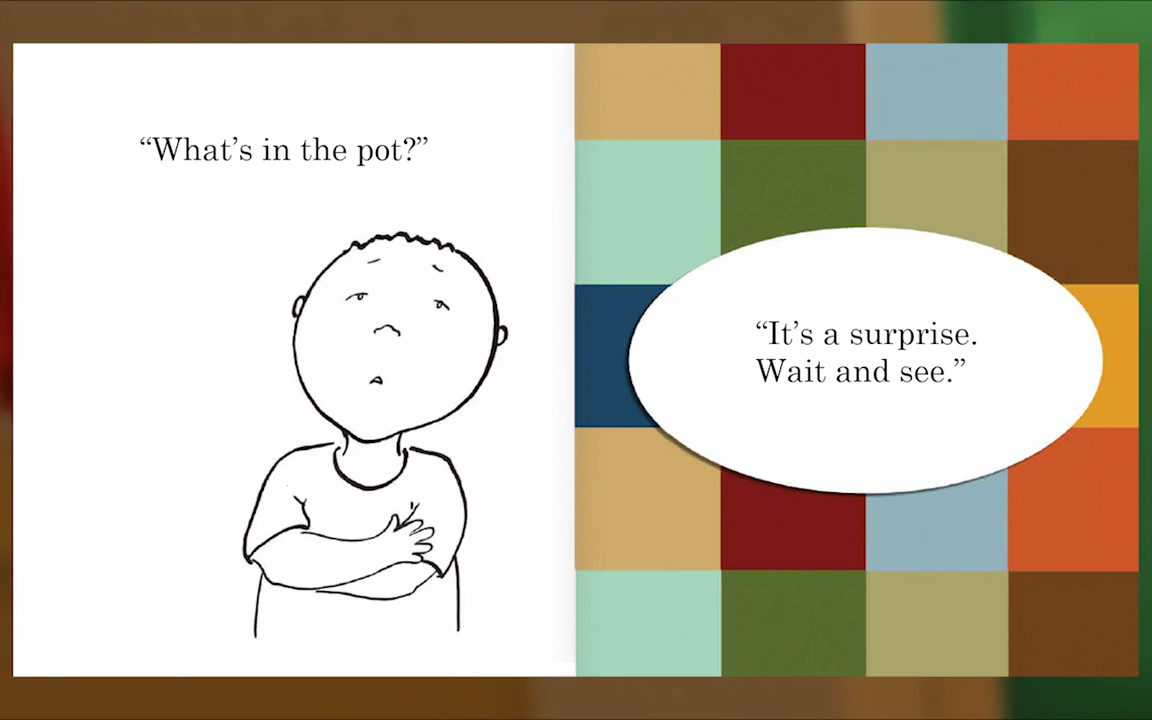 “What’s in the pot?”
“It’s a surprise.
Wait and see.”